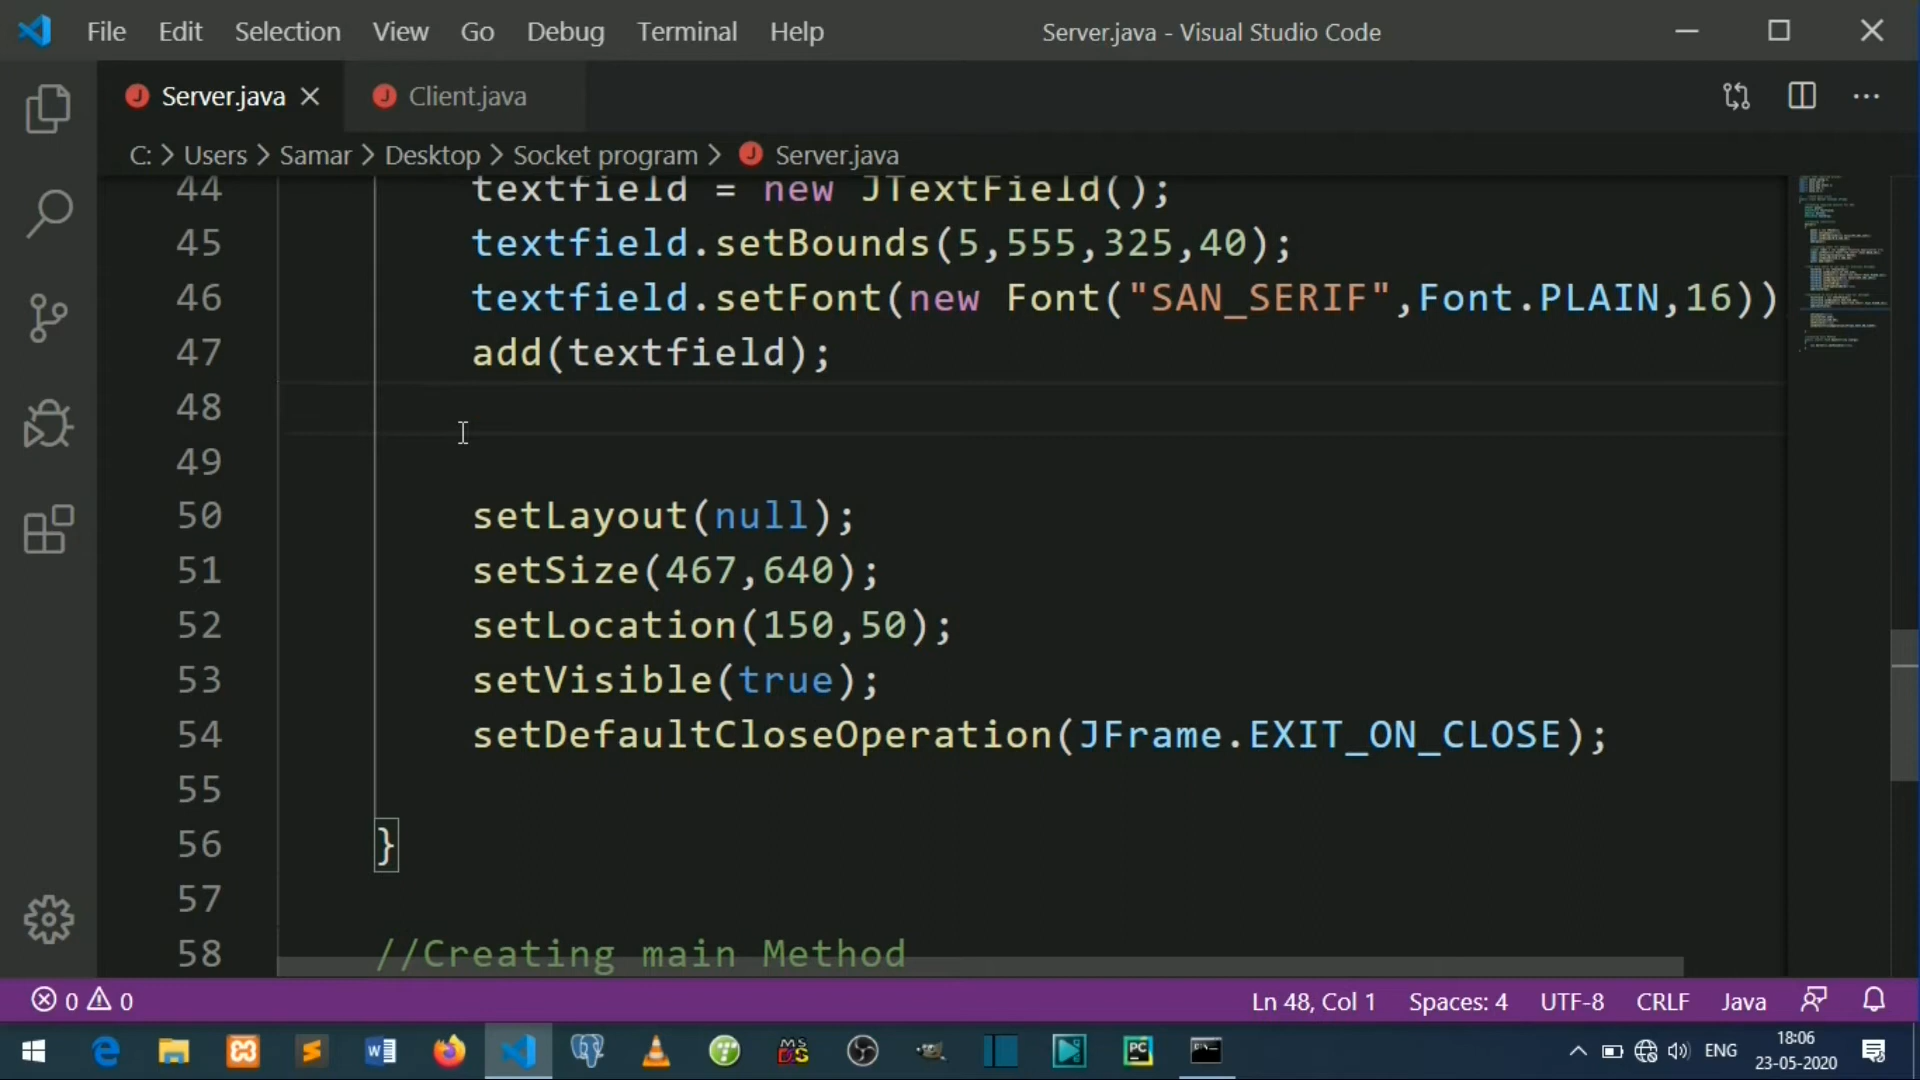 File Edit Selection View Go Debug Terminal Help Server.java - Visual Studio Code
Server.java Client.java
C: > Users > Samar > Desktop > Socket program > Server.java
44 textfield = new JTextField();
45 textfield.setBounds(5,555,325,40);
46 textfield.setFont(new Font("SAN_SERIF",Font.PLAIN,16))
47 add(textfield);
48
49
50 setLayout(null);
51 setSize(467,640);
52 setLocation(150,50);
53 setVisible(true);
54 setDefaultCloseOperation(JFrame.EXIT_ON_CLOSE);
55
56 }
57
58 //Creating main Method
0 0 Ln 48, Col 1 Spaces: 4 UTF-8 CRLF Java
ENG 18:06
23-05-2020